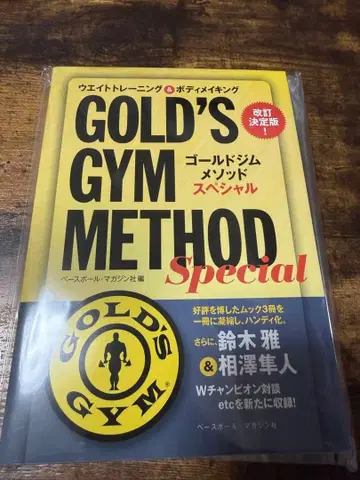 ウエイトトレーニング&ボディメイキング
GOLD'S
GYM
METHOD
Special
改訂
決定版!
ゴールドジム
メソッド
スペシャル
ベースボール・マガジン社 編
GOLD'S GYM
®
好評を博したムック3冊を
一冊に凝縮し、ハンディ化。
さらに、鈴木 雅
&相澤隼人
Wチャンピオン対談
etcを新たに収録!
ベースボール・マガジン社